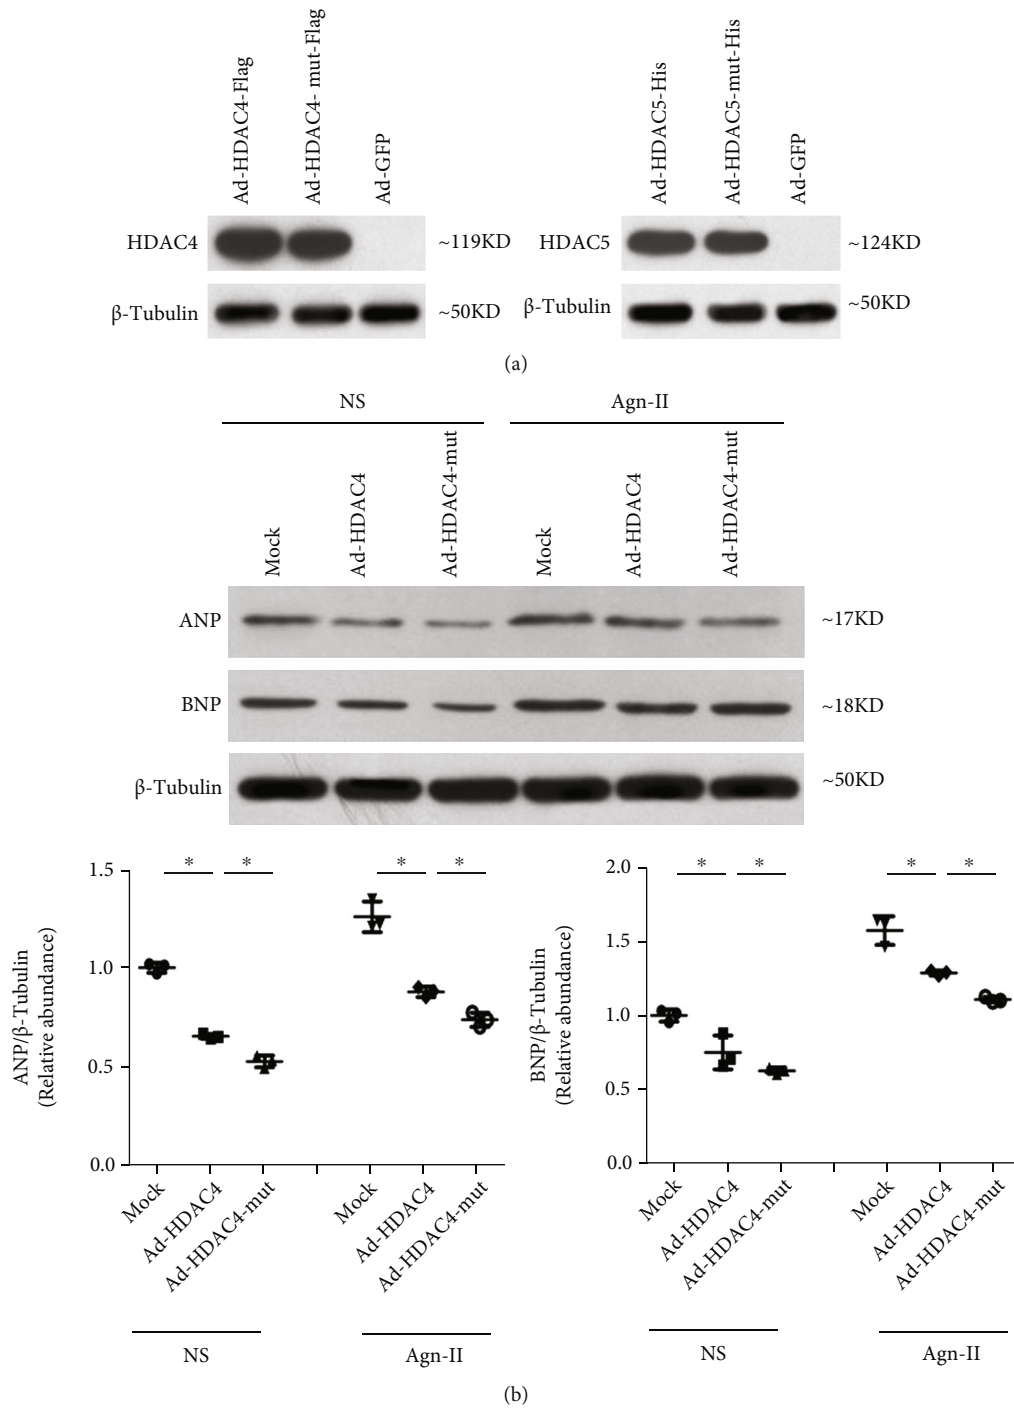 Ad-HDAC4-Flag
Ad-HDAC4- mut-Flag
Ad-GFP
HDAC4
~119KD
β-Tubulin
~50KD
Ad-HDAC5-His
Ad-HDAC5-mut-His
Ad-GFP
HDAC5
~124KD
β-Tubulin
~50KD
(a)
NS
Agn-II
Mock
Ad-HDAC4
Ad-HDAC4-mut
Mock
Ad-HDAC4
Ad-HDAC4-mut
ANP
~17KD
BNP
~18KD
β-Tubulin
~50KD
ANP/β-Tubulin
(Relative abundance)
1.5
1.0
0.5
0.0
*
*
*
*
Mock
Ad-HDAC4
Ad-HDAC4-mut
Mock
Ad-HDAC4
Ad-HDAC4-mut
NS
Agn-II
BNP/β-Tubulin
(Relative abundance)
2.0
1.5
1.0
0.5
0.0
*
*
*
*
Mock
Ad-HDAC4
Ad-HDAC4-mut
Mock
Ad-HDAC4
Ad-HDAC4-mut
NS
Agn-II
(b)